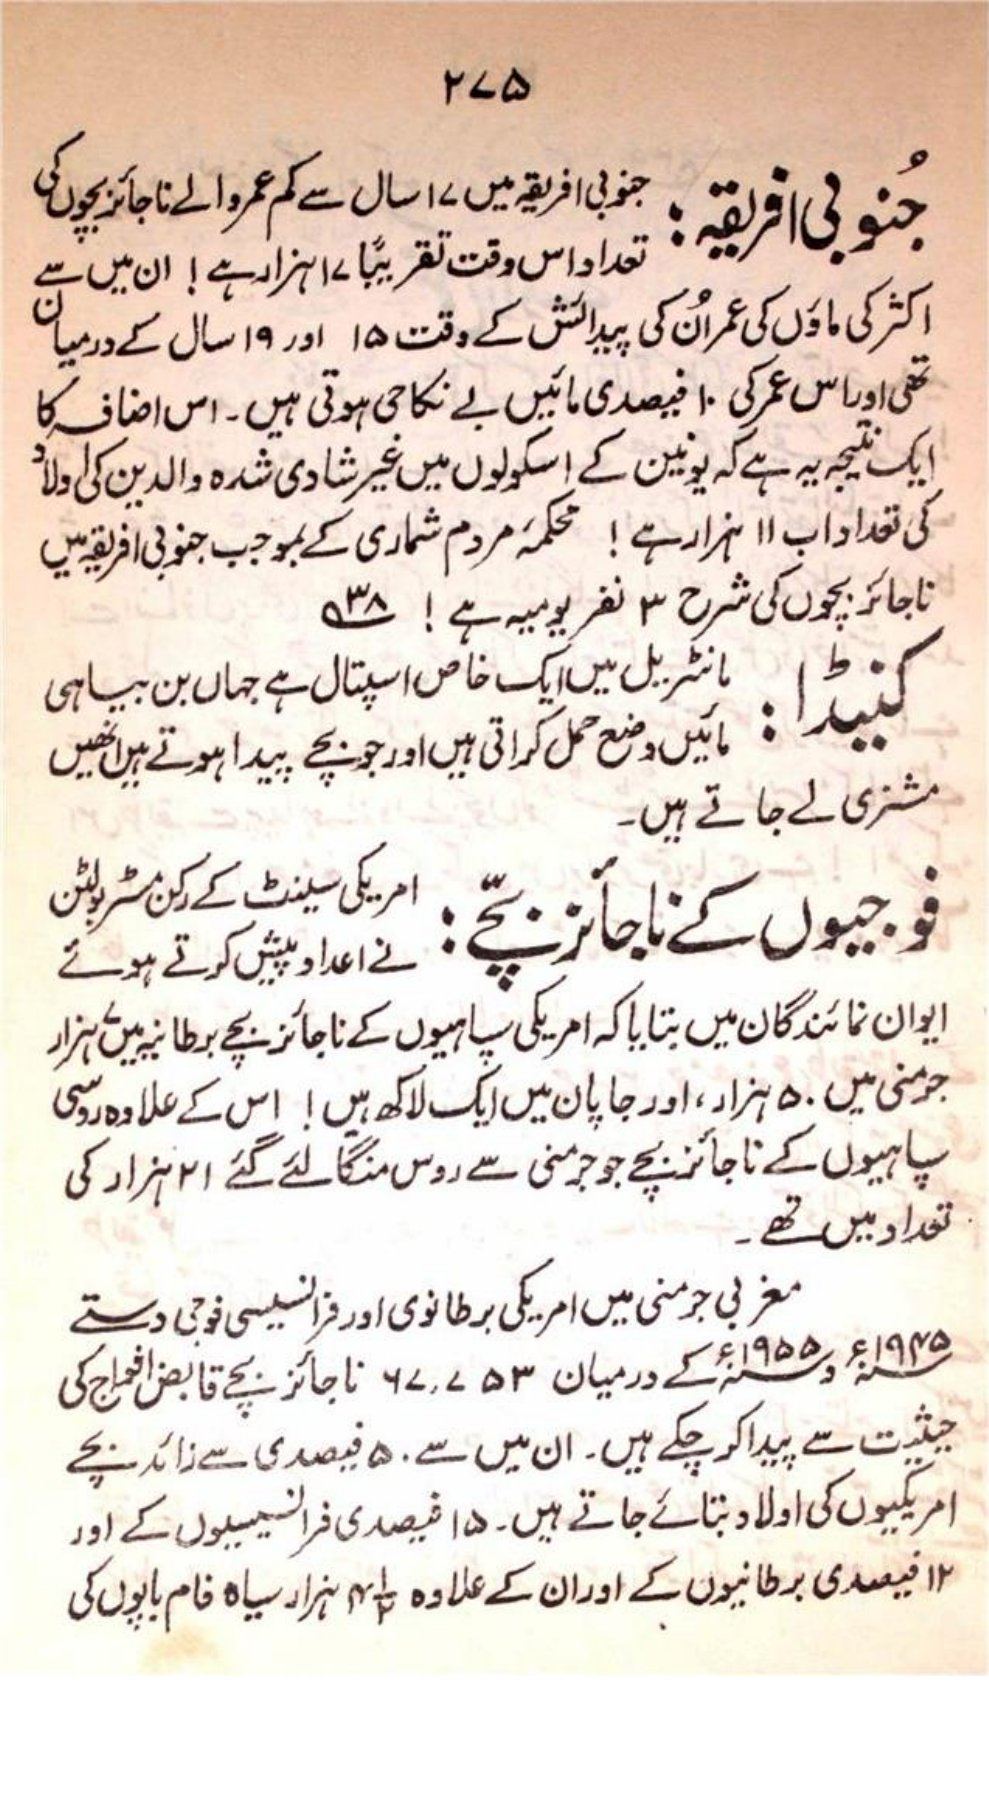 ۲۷۵
جُنوبی افریقہ: جنوبی افریقہ میں ۱۷ سال سے کم عمر والے ناجائز بچوں کی
تعداد اس وقت تقریبًا ۱۷ ہزار ہے! ان میں سے
اکثر کی ماؤں کی عمر اُن کی پیدائش کے وقت ۱۵ اور ۱۹ سال کے درمیان
تھی اور اس عمر کی ۱۰ فیصدی مائیں بے نکاحی ہوتی ہیں۔ اس اضافہ کا
ایک نتیجہ یہ ہے کہ یونین کے اسکولوں میں غیر شادی شدہ والدین کی اولاد
کی تعداد اب ۱۱ ہزار ہے! محکمۂ مردم شماری کے بموجب جنوبی افریقہ میں
ناجائز بچوں کی شرح ۳ نفر یومیہ ہے! ۹۳۸
کنیڈا: مانٹریل میں ایک خاص اسپتال ہے جہاں بن بیاہی
مائیں وضع حمل کراتی ہیں اور جو بچے پیدا ہوتے ہیں انھیں
مشنری لے جاتے ہیں۔
فوجیوں کے ناجائز بچّے: امریکی سینٹ کے رکن مسٹر بولٹن
نے اعداد پیش کرتے ہوئے
ایوان نمائندگان میں بتایا کہ امریکی سپاہیوں کے ناجائز بچے برطانیہ میں ہزار
جرمنی میں ۵۰ ہزار، اور جاپان میں ایک لاکھ ہیں! اس کے علاوہ روسی
سپاہیوں کے ناجائز بچے جو جرمنی سے روس منگا لئے گئے ۲۱ ہزار کی
تعداد میں تھے۔
مغربی جرمنی میں امریکی برطانوی اور فرانسیسی فوجی دستے
۱۹۴۵ء و ۱۹۵۵ء کے درمیان ۶۷,۷۵۳ ناجائز بچے قابض افواج کی
حیثیت سے پیدا کر چکے ہیں۔ ان میں سے ۵۰ فیصدی سے زائد بچے
امریکیوں کی اولاد بتائے جاتے ہیں۔ ۱۵ فیصدی فرانسیسیوں کے اور
۱۲ فیصدی برطانیوں کے اور ان کے علاوہ ۴½ ہزار سیاہ فام باپوں کی